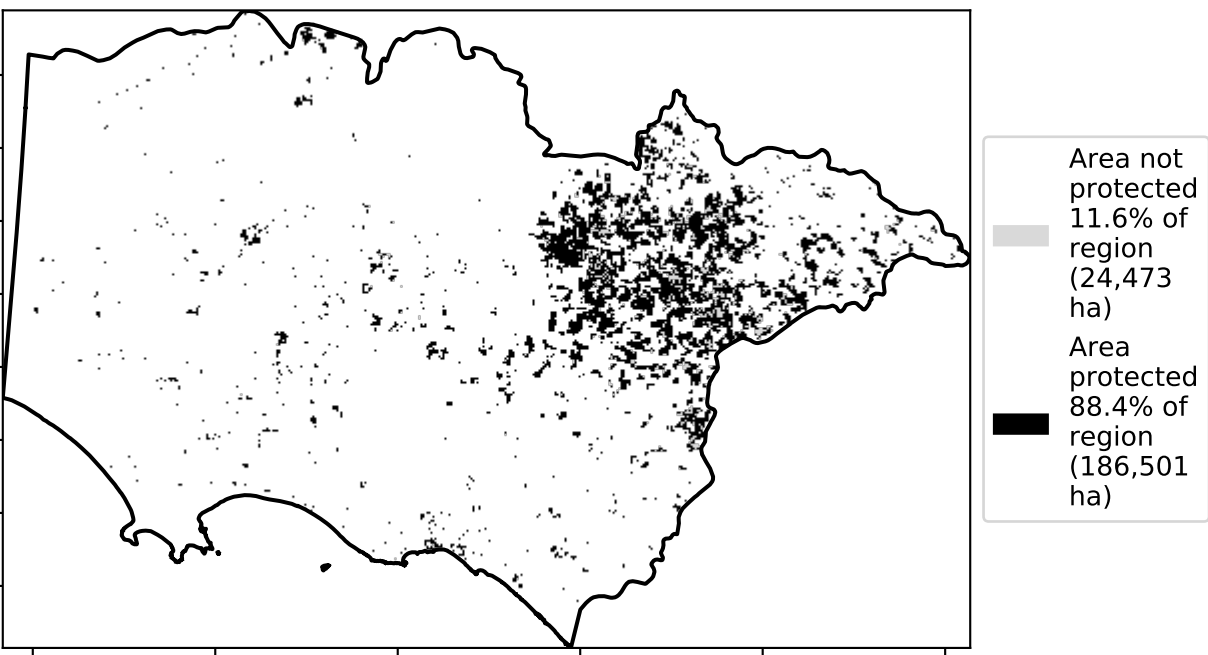 Area not
protected
11.6% of
region
(24,473
ha)
Area
protected
88.4% of
region
(186,501
ha)